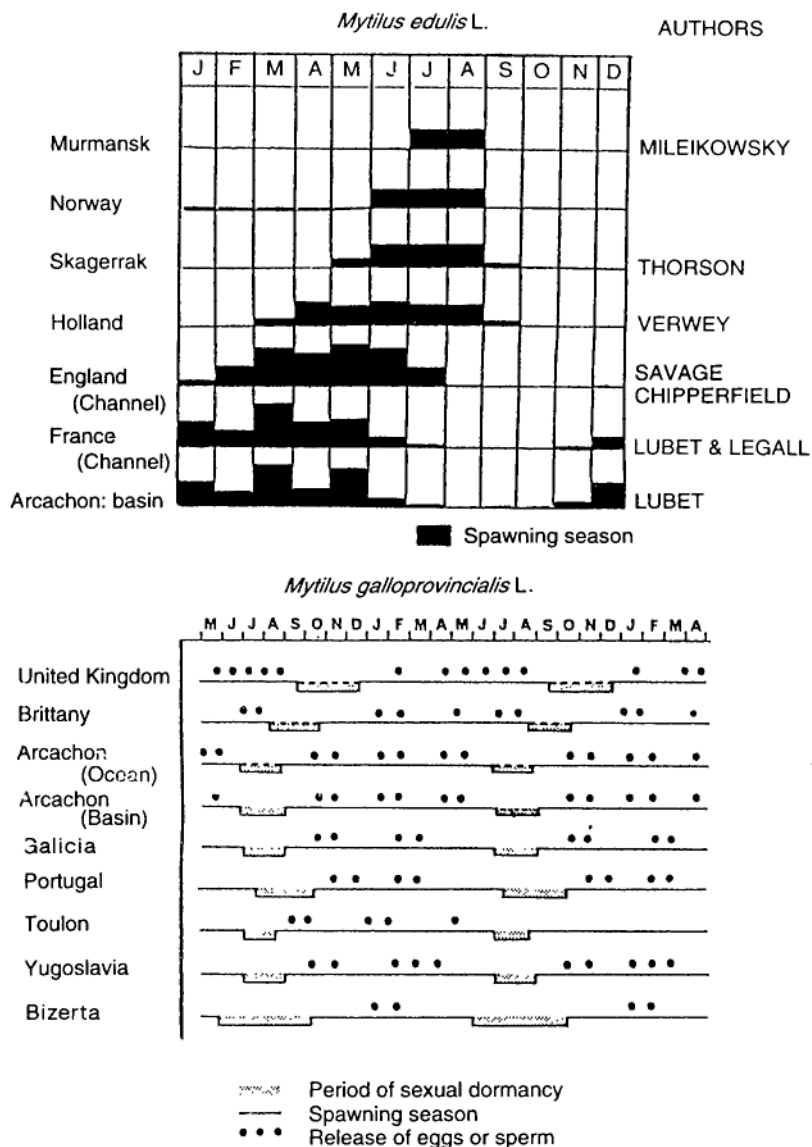 Mytilus edulis L. AUTHORS
J F M A M J J A S O N D
Murmansk MILEIKOWSKY
Norway
Skagerrak THORSON
Holland VERWEY
England SAVAGE
(Channel) CHIPPERFIELD
France LUBET & LEGALL
(Channel)
Arcachon: basin LUBET
Spawning season
Mytilus galloprovincialis L.
M J J A S O N D J F M A M J J A S O N D J F M A
United Kingdom
Brittany
Arcachon
(Ocean)
Arcachon
(Basin)
Galicia
Portugal
Toulon
Yugoslavia
Bizerta
Period of sexual dormancy
Spawning season
Release of eggs or sperm